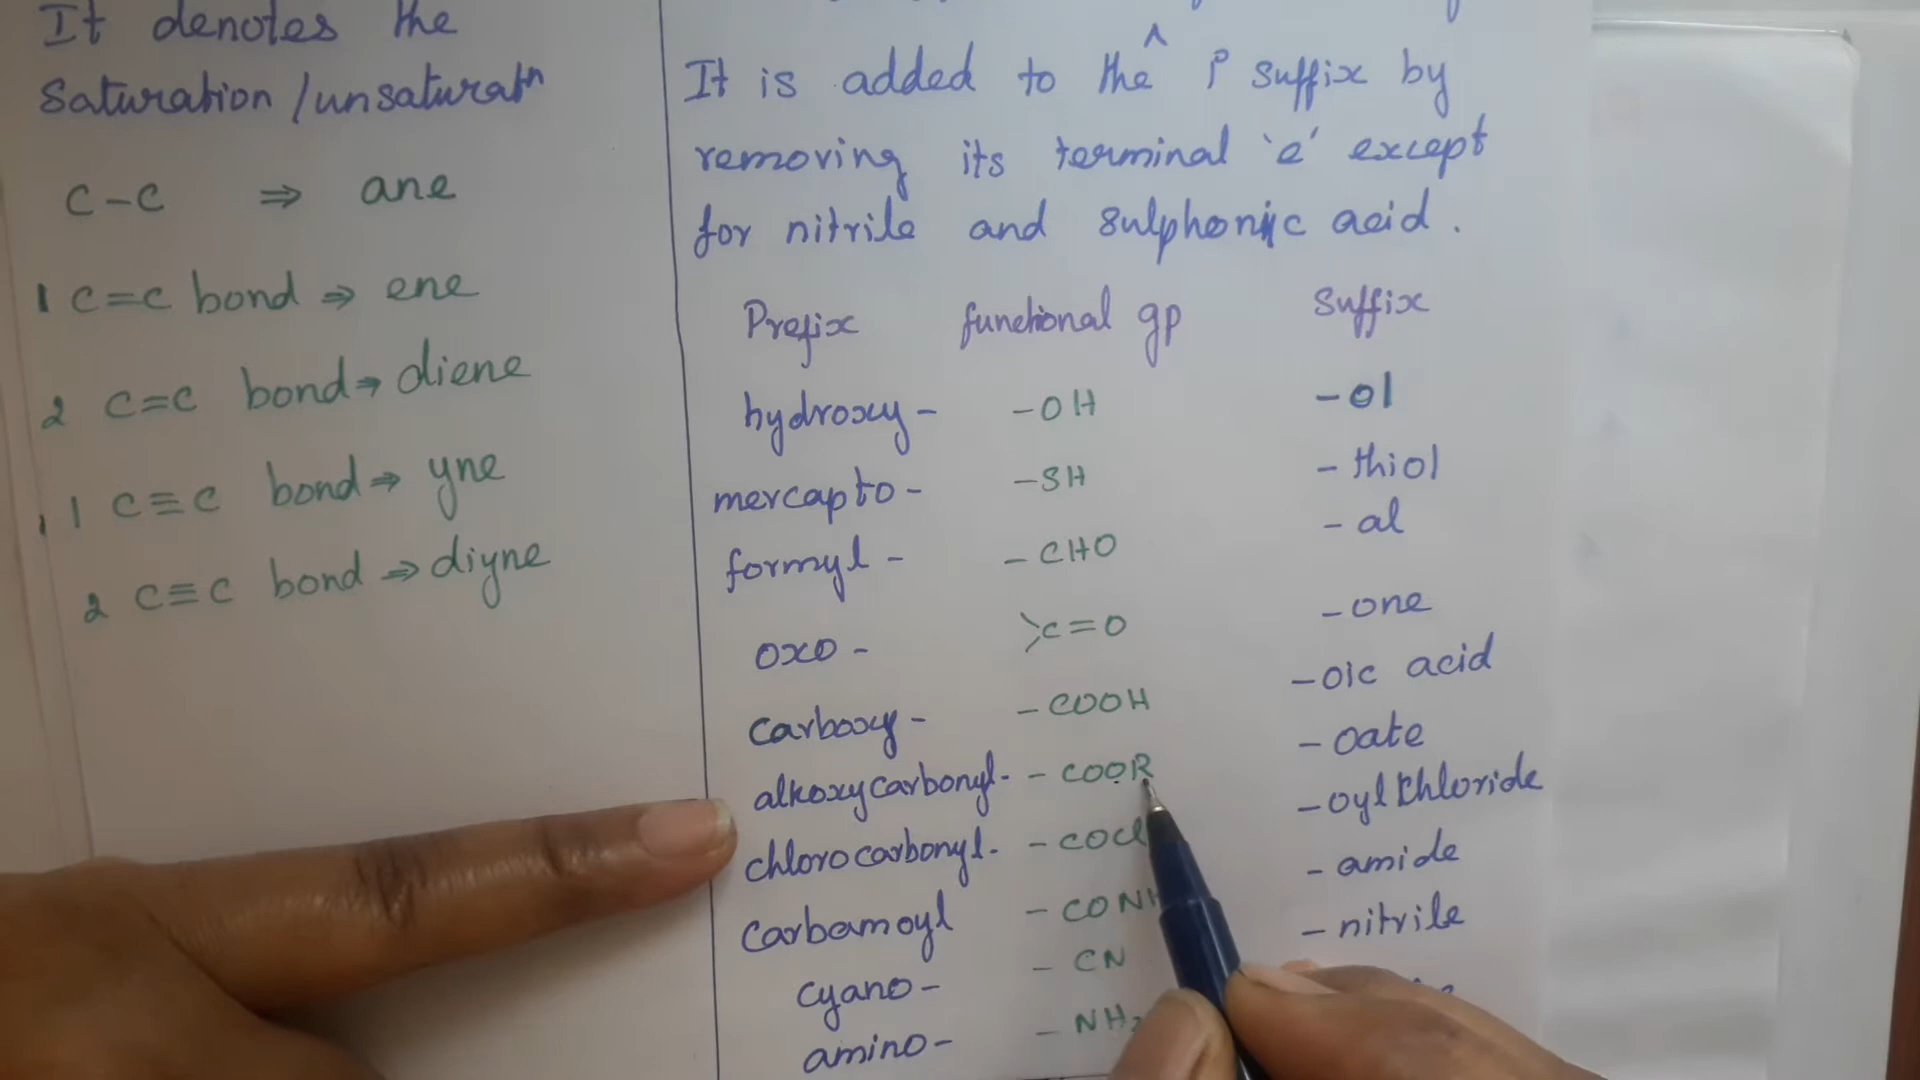 It denotes the
Saturation / unsaturatn
C-C ⇒ ane
1 C=C bond ⇒ ene
2 C=C bond ⇒ diene
1 C≡C bond ⇒ yne
2 C≡C bond ⇒ diyne
It is added to the ^ 1° suffix by
removing its terminal 'e' except
for nitrile and sulphonic acid.
Prefix functional gp Suffix
hydroxy- -OH -ol
mercapto- -SH -thiol
formyl- -CHO -al
oxo- >C=O -one
Carboxy- -COOH -oic acid
alkoxycarbonyl- -COOR -oate
chlorocarbonyl- -COCl -oyl chloride
Carbamoyl -CONH -amide
Cyano- -CN -nitrile
amino- -NH2